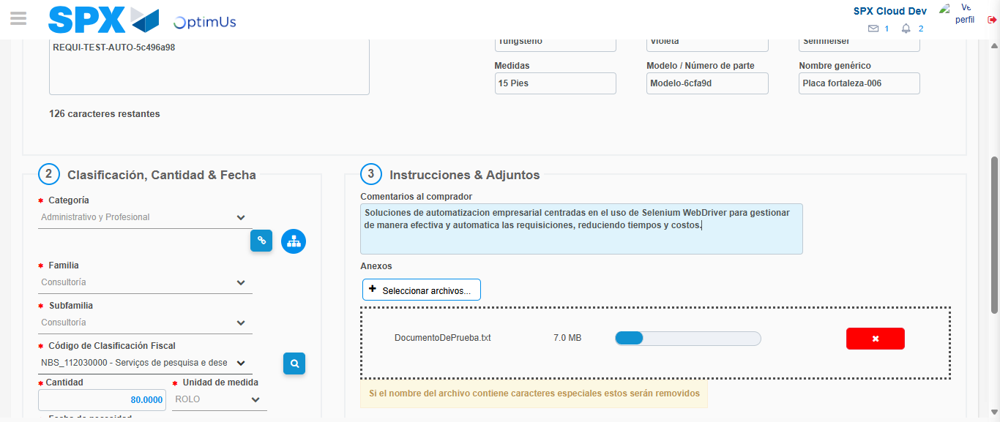 SPX
OptimUs
SPX Cloud Dev
1
2
Ve
perfil
REQUI-TEST-AUTO-5c496a98
126 caracteres restantes
Tungsteno
Violeta
Sennheiser
Medidas
Modelo / Número de parte
Nombre genérico
15 Pies
Modelo-6cfa9d
Placa fortaleza-006
2 Clasificación, Cantidad & Fecha
* Categoría
Administrativo y Profesional
* Familia
Consultoría
* Subfamilia
Consultoría
* Código de Clasificación Fiscal
NBS_112030000 - Serviços de pesquisa e dese
* Cantidad
* Unidad de medida
80.0000
ROLO
Fecha de necesidad
3 Instrucciones & Adjuntos
Comentarios al comprador
Soluciones de automatizacion empresarial centradas en el uso de Selenium WebDriver para gestionar
de manera efectiva y automatica las requisiciones, reduciendo tiempos y costos.
Anexos
+ Seleccionar archivos...
DocumentoDePrueba.txt
7.0 MB
Si el nombre del archivo contiene caracteres especiales estos serán removidos